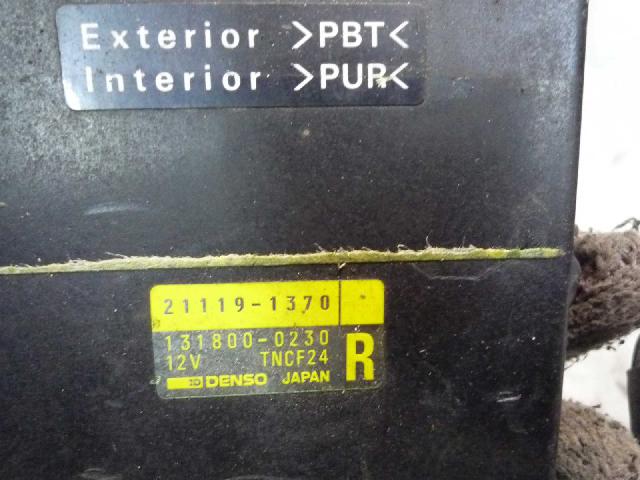 Exterior >PBT<
Interior >PUR<
21119-1370
131800-0230
12V TNCF24 R
DENSO JAPAN